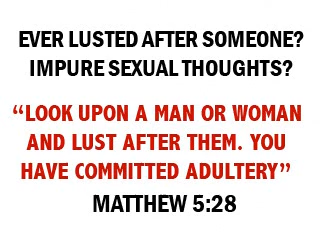 EVER LUSTED AFTER SOMEONE?
IMPURE SEXUAL THOUGHTS?
“LOOK UPON A MAN OR WOMAN
AND LUST AFTER THEM. YOU
HAVE COMMITTED ADULTERY”
MATTHEW 5:28